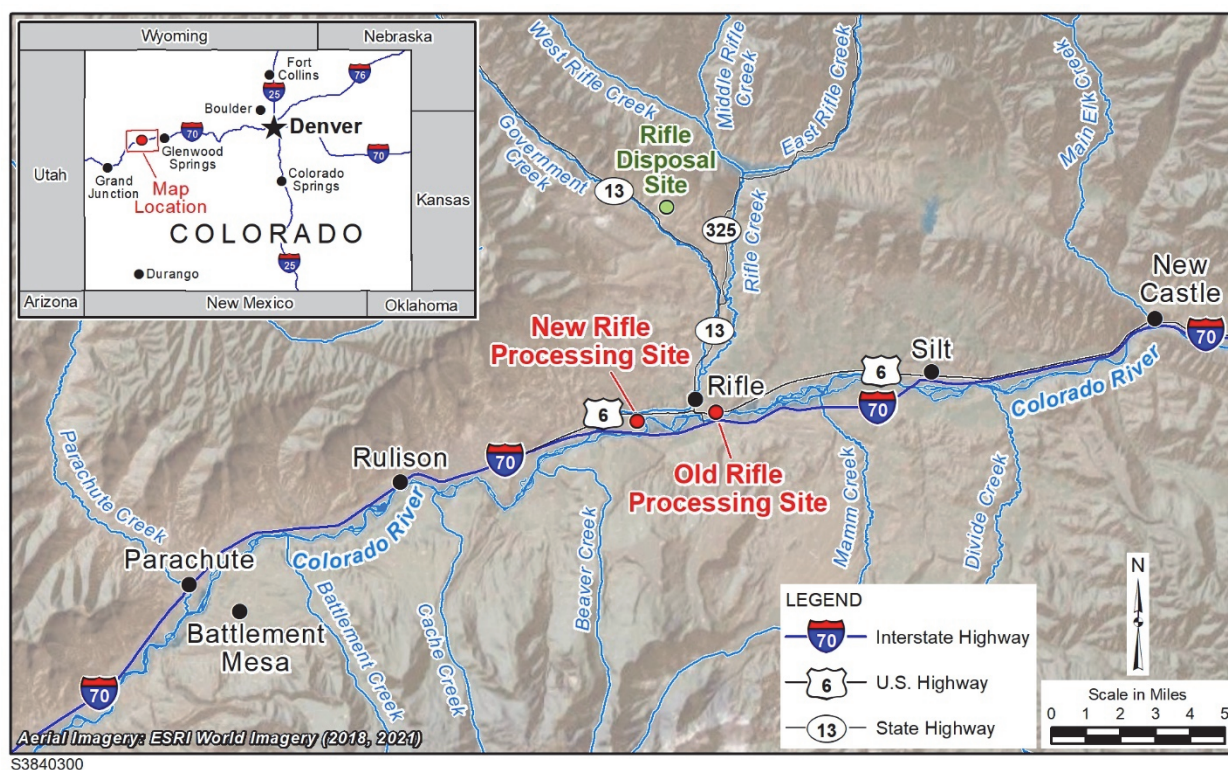 Wyoming
Nebraska
Fort
Collins
76
25
Boulder
Denver
70
Glenwood
Springs
70
Utah
Grand
Junction
Colorado
Springs
Map
Location
Kansas
COLORADO
25
Durango
Arizona
New Mexico
Oklahoma
West Rifle Creek
Middle Rifle
Creek
East Rifle Creek
Main Elk Creek
Government
Creek
Rifle
Disposal
Site
13
325
Rifle Creek
New
Castle
70
13
New Rifle
Processing Site
Silt
6
Rifle
70
Colorado River
6
Rulison
70
Old Rifle
Processing Site
Parachute Creek
Colorado River
Mamm Creek
Divide Creek
Parachute
Beaver Creek
Battlement
Mesa
Battlement Creek
Cache Creek
70
LEGEND
70 Interstate Highway
6 U.S. Highway
13 State Highway
N
Scale in Miles
0 1 2 3 4 5
Aerial Imagery: ESRI World Imagery (2018, 2021)
S3840300